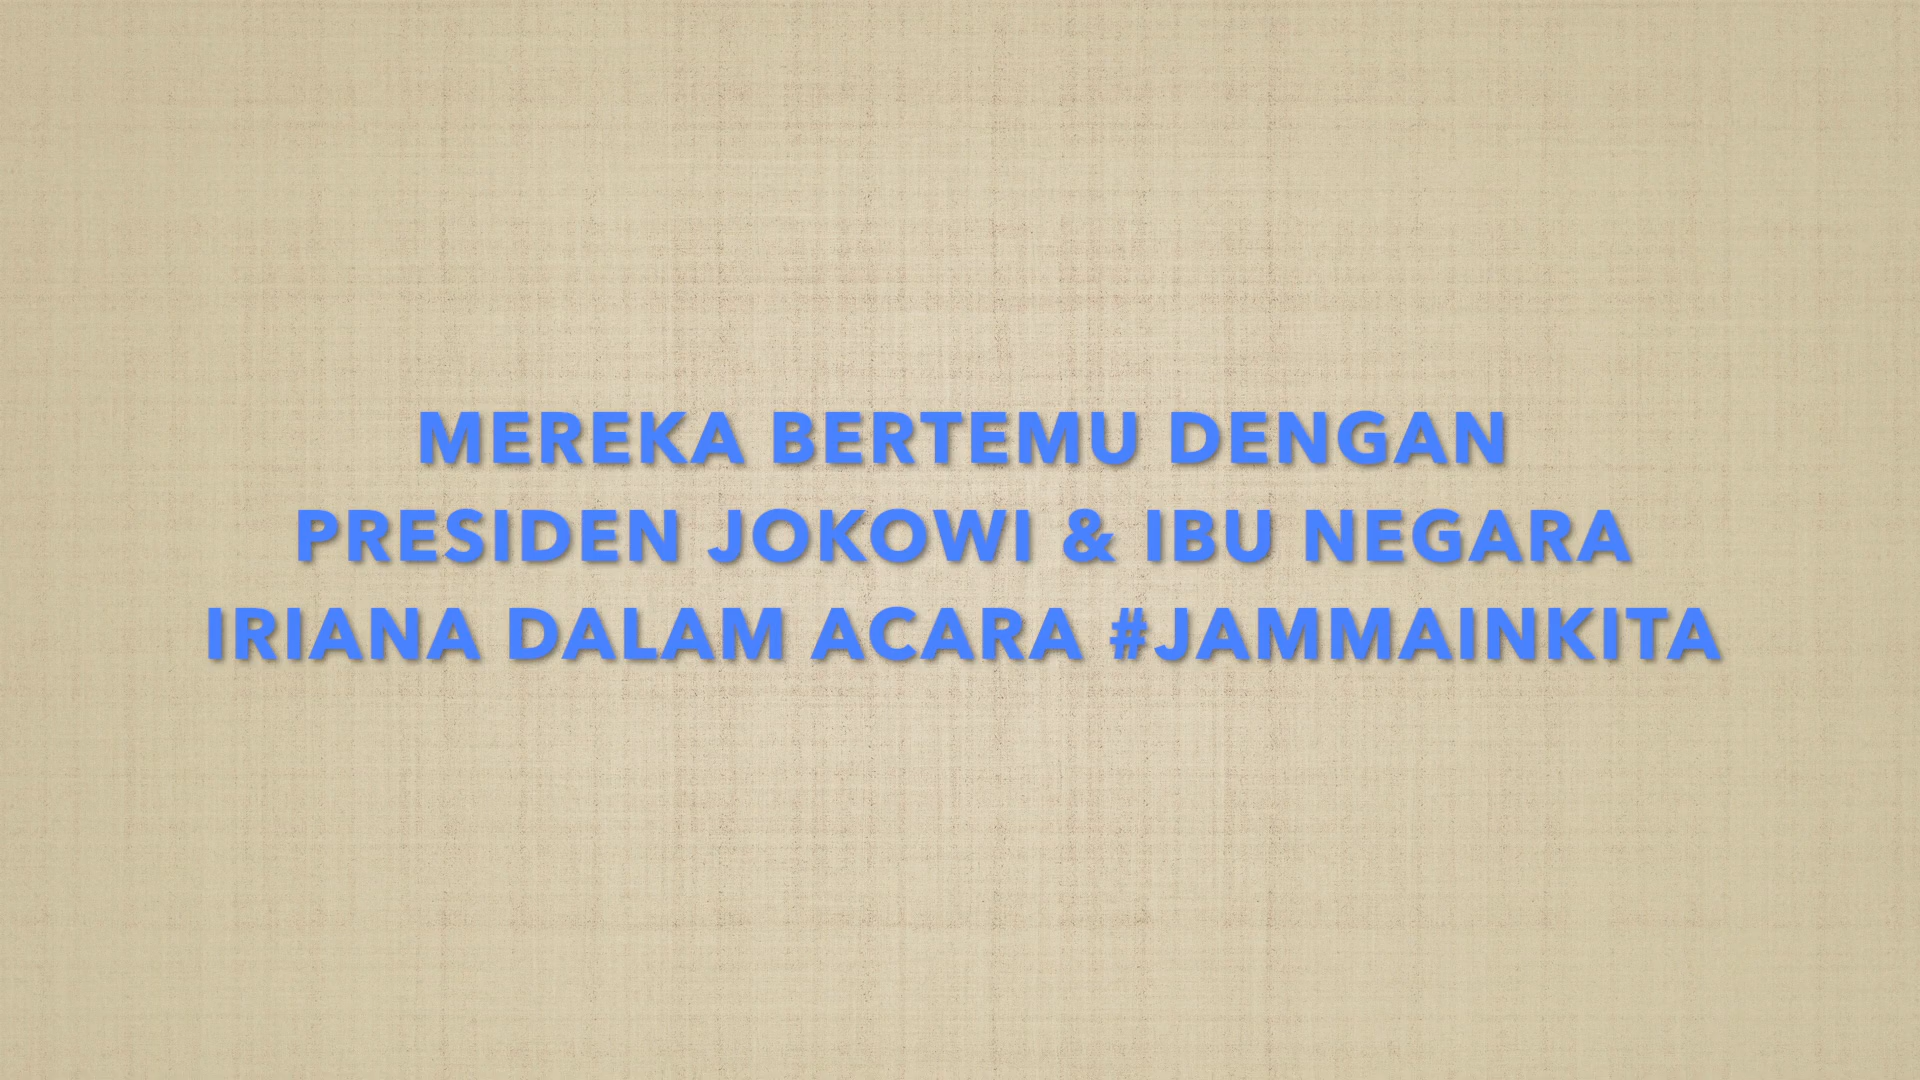 MEREKA BERTEMU DENGAN
PRESIDEN JOKOWI & IBU NEGARA
IRIANA DALAM ACARA #JAMMAINKITA